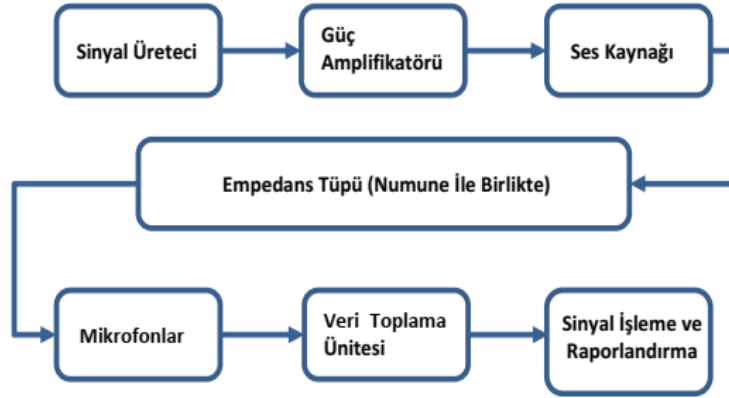 Sinyal Üreteci
Güç
Amplifikatörü
Ses Kaynağı
Empedans Tüpü (Numune İle Birlikte)
Mikrofonlar
Veri Toplama
Ünitesi
Sinyal İşleme ve
Raporlandırma